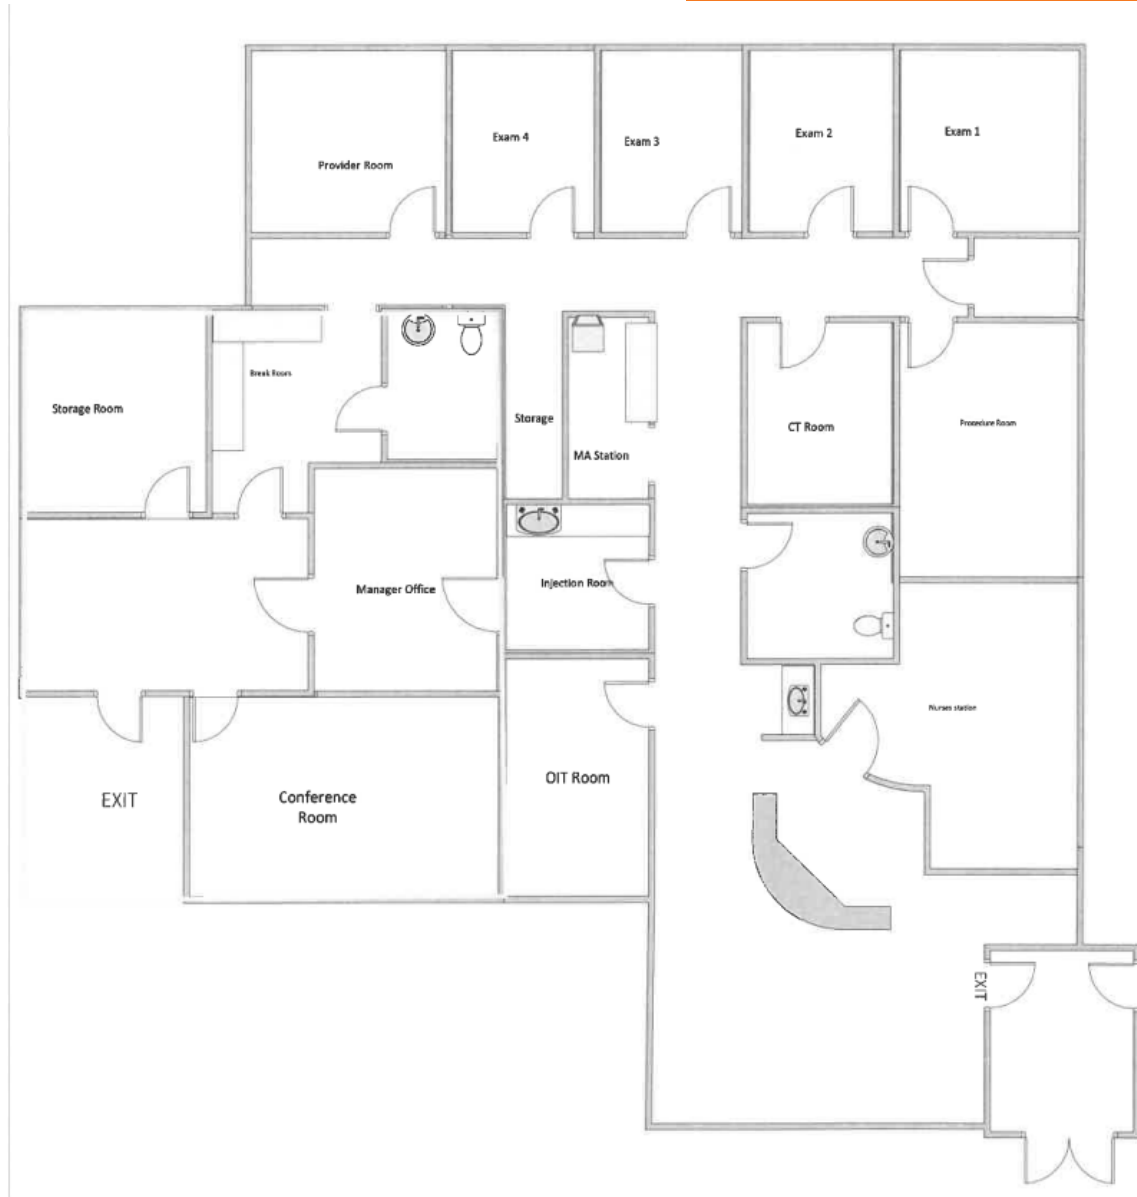 Provider Room
Exam 4
Exam 3
Exam 2
Exam 1
Storage Room
Break Room
Storage
MA Station
CT Room
Procedure Room
Manager Office
Injection Room
Nurses station
EXIT
Conference
Room
OIT Room
EXIT